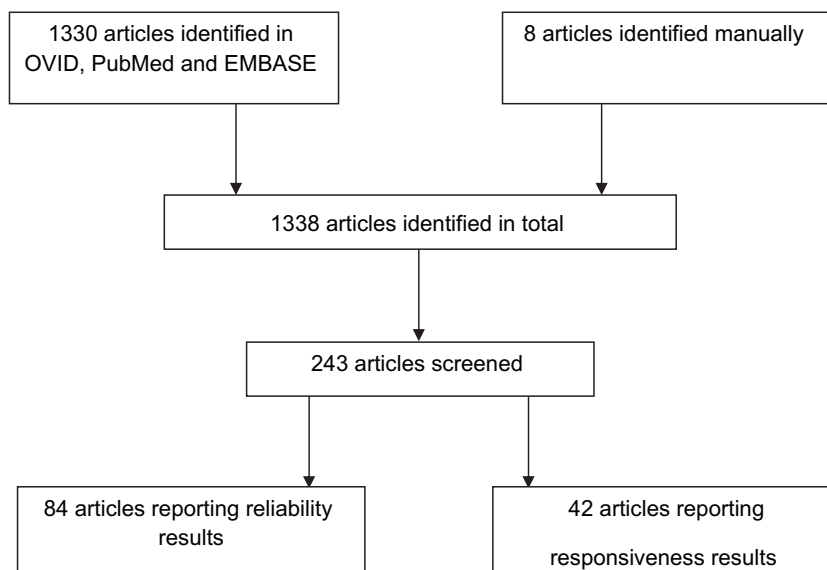 1330 articles identified in
OVID, PubMed and EMBASE
8 articles identified manually
1338 articles identified in total
243 articles screened
84 articles reporting reliability
results
42 articles reporting
responsiveness results